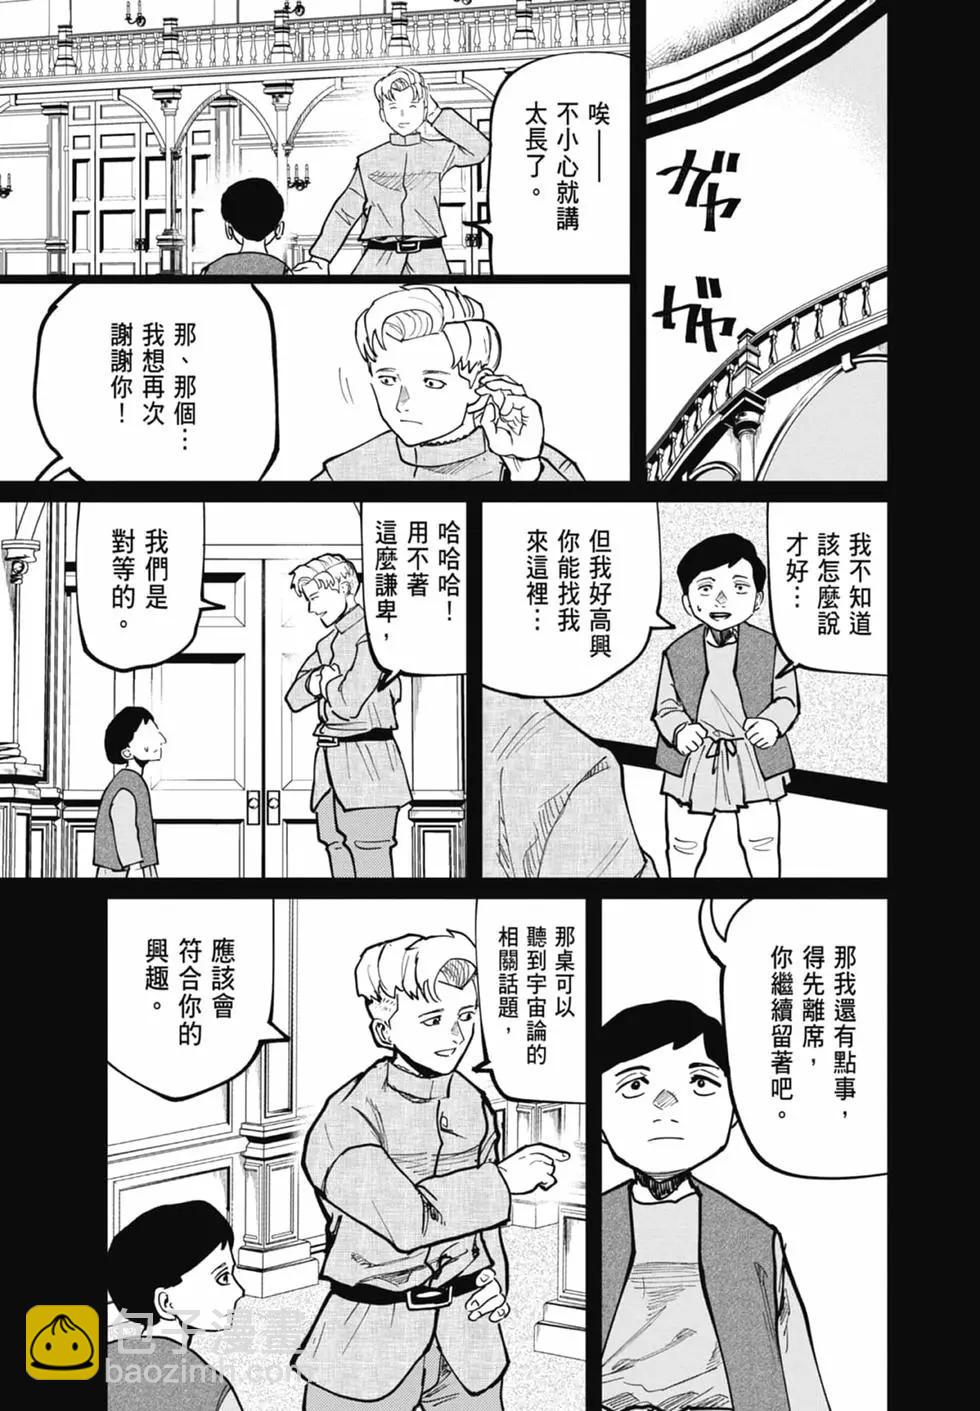 ガヤ
ガヤ
唉——
不小心就講
太長了。
那、那個…
我想再次
謝謝你！
我不知道
該怎麼說
才好…
但我好高興
你能找我
來這裡…
哈哈哈！
用不著
這麼謙卑，
我們是
對等的。
那我還有點事，
得先離席，
你繼續留著吧。
那桌可以
聽到宇宙論的
相關話題，
應該會
符合你的
興趣。
包子漫畫
baozimh.com